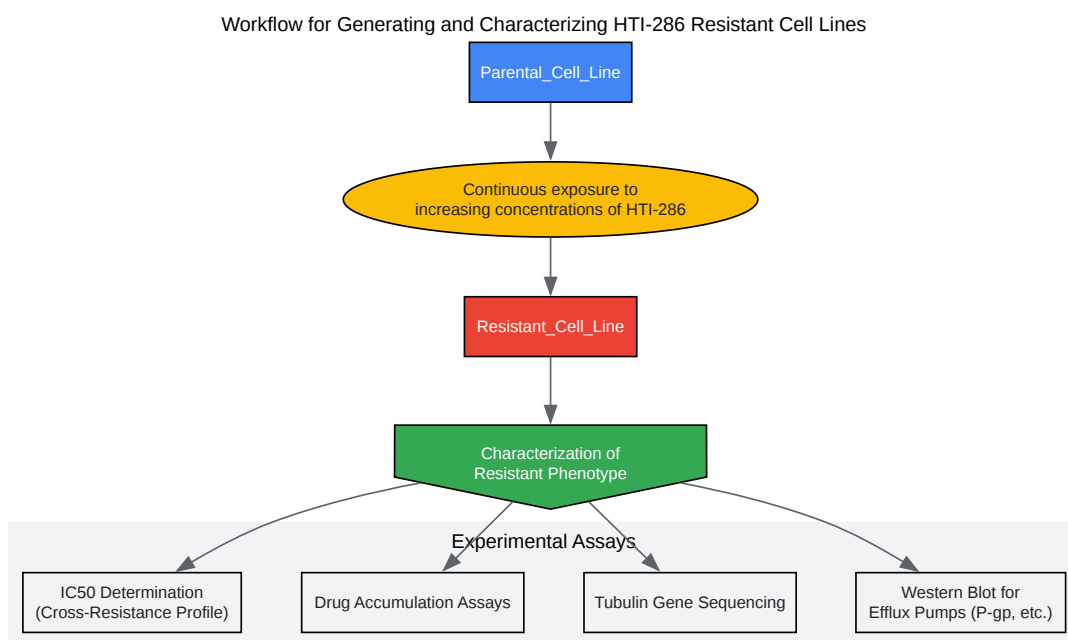 Workflow for Generating and Characterizing HTI-286 Resistant Cell Lines
Parental_Cell_Line
Continuous exposure to
increasing concentrations of HTI-286
Resistant_Cell_Line
Characterization of
Resistant Phenotype
Experimental Assays
IC50 Determination
(Cross-Resistance Profile)
Drug Accumulation Assays
Tubulin Gene Sequencing
Western Blot for
Efflux Pumps (P-gp, etc.)